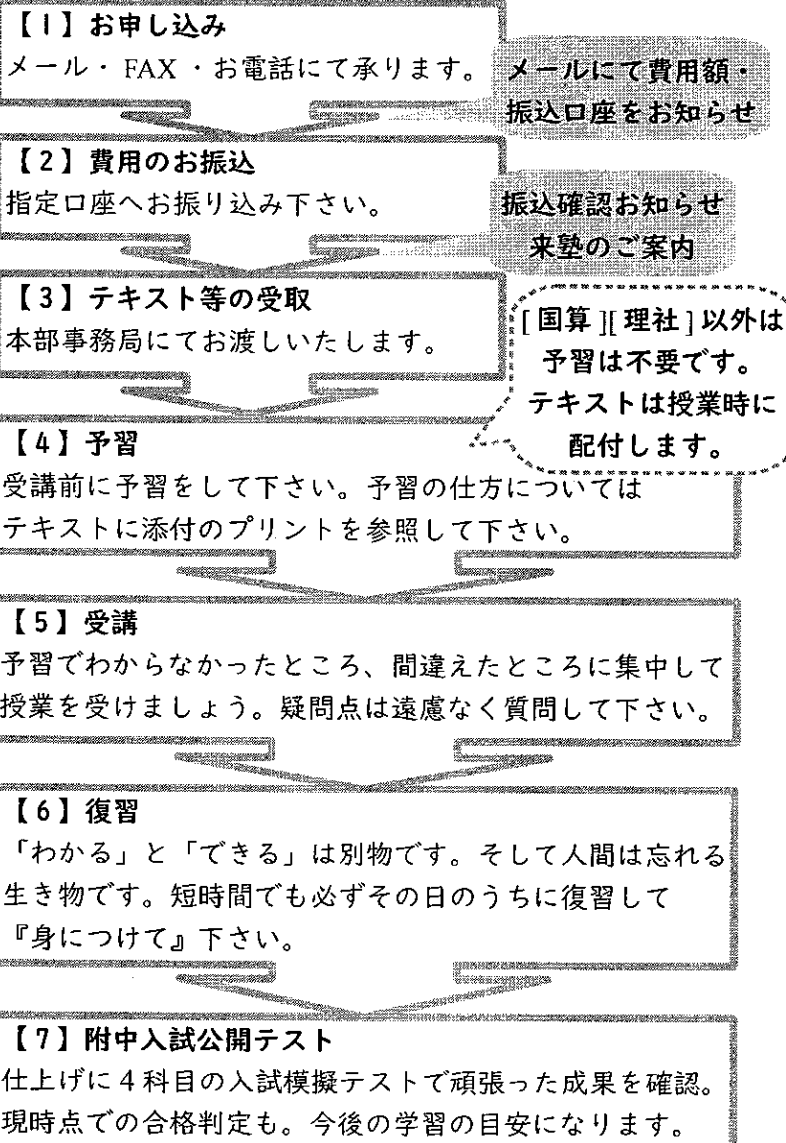 【1】お申し込み
メール・FAX・お電話にて承ります。
メールにて費用額・
振込口座をお知らせ
【2】費用のお振込
指定口座へお振り込み下さい。
振込確認お知らせ
来塾のご案内
【3】テキスト等の受取
本部事務局にてお渡しいたします。
[国算][理社]以外は
予習は不要です。
テキストは授業時に
配付します。
【4】予習
受講前に予習をして下さい。予習の仕方については
テキストに添付のプリントを参照して下さい。
【5】受講
予習でわからなかったところ、間違えたところに集中して
授業を受けましょう。疑問点は遠慮なく質問して下さい。
【6】復習
「わかる」と「できる」は別物です。そして人間は忘れる
生き物です。短時間でも必ずその日のうちに復習して
『身につけて』下さい。
【7】附中入試公開テスト
仕上げに4科目の入試模擬テストで頑張った成果を確認。
現時点での合格判定も。今後の学習の目安になります。